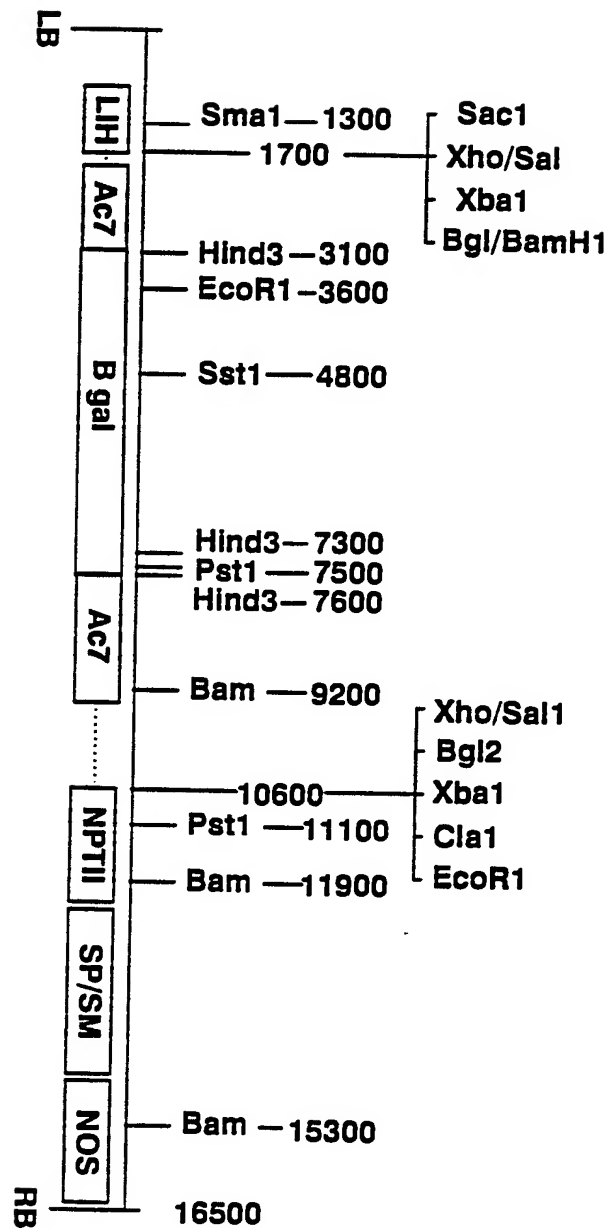 LB
LIH
Sma1 — 1300
Sac1
1700
Xho/Sal
Xba1
Bgl/BamH1
Ac7
Hind3 — 3100
EcoR1 – 3600
B gal
Sst1 — 4800
Hind3 — 7300
Pst1 — 7500
Hind3 — 7600
Ac7
Bam — 9200
Xho/Sal1
Bgl2
10600
Xba1
Cla1
EcoR1
NPTII
Pst1 — 11100
Bam — 11900
SP/SM
NOS
Bam — 15300
RB
16500